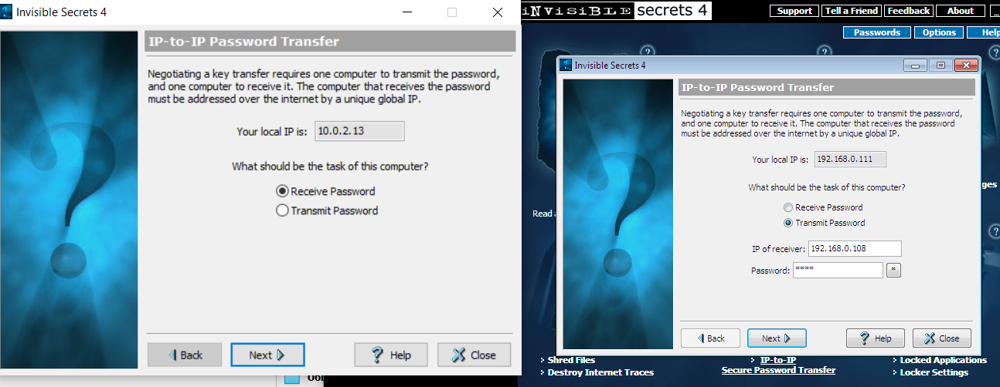 Invisible Secrets 4
IP-to-IP Password Transfer
Negotiating a key transfer requires one computer to transmit the password,
and one computer to receive it. The computer that receives the password
must be addressed over the internet by a unique global IP.
Your local IP is: 10.0.2.13
What should be the task of this computer?
Receive Password
Transmit Password
Back Next Help Close
iNVisiBLE secrets 4
Support Tell a Friend Feedback About
Passwords Options Help
? ? ?
Invisible Secrets 4
IP-to-IP Password Transfer
Negotiating a key transfer requires one computer to transmit the password,
and one computer to receive it. The computer that receives the password
must be addressed over the internet by a unique global IP.
Your local IP is: 192.168.0.111
What should be the task of this computer?
Receive Password
Transmit Password
IP of receiver: 192.168.0.108
Password: **** *
Back Next Help Close
ges
Read
?
Shred Files
Destroy Internet Traces
IP-to-IP
Secure Password Transfer
Locked Applications
Locker Settings